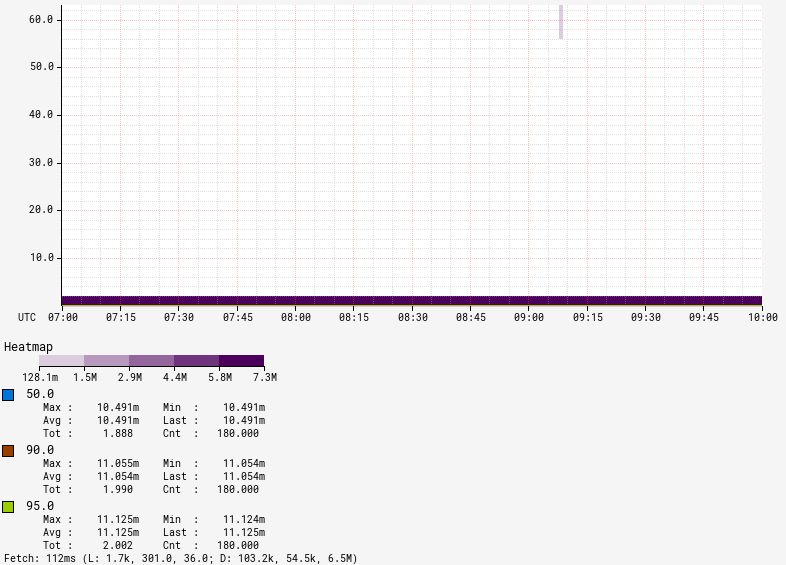 60.0
50.0
40.0
30.0
20.0
10.0
UTC 07:00 07:15 07:30 07:45 08:00 08:15 08:30 08:45 09:00 09:15 09:30 09:45 10:00
Heatmap
128.1m 1.5M 2.9M 4.4M 5.8M 7.3M
50.0
Max : 10.491m Min : 10.491m
Avg : 10.491m Last : 10.491m
Tot : 1.888 Cnt : 180.000
90.0
Max : 11.055m Min : 11.054m
Avg : 11.054m Last : 11.054m
Tot : 1.990 Cnt : 180.000
95.0
Max : 11.125m Min : 11.124m
Avg : 11.125m Last : 11.125m
Tot : 2.002 Cnt : 180.000
Fetch: 112ms (L: 1.7k, 301.0, 36.0; D: 103.2k, 54.5k, 6.5M)